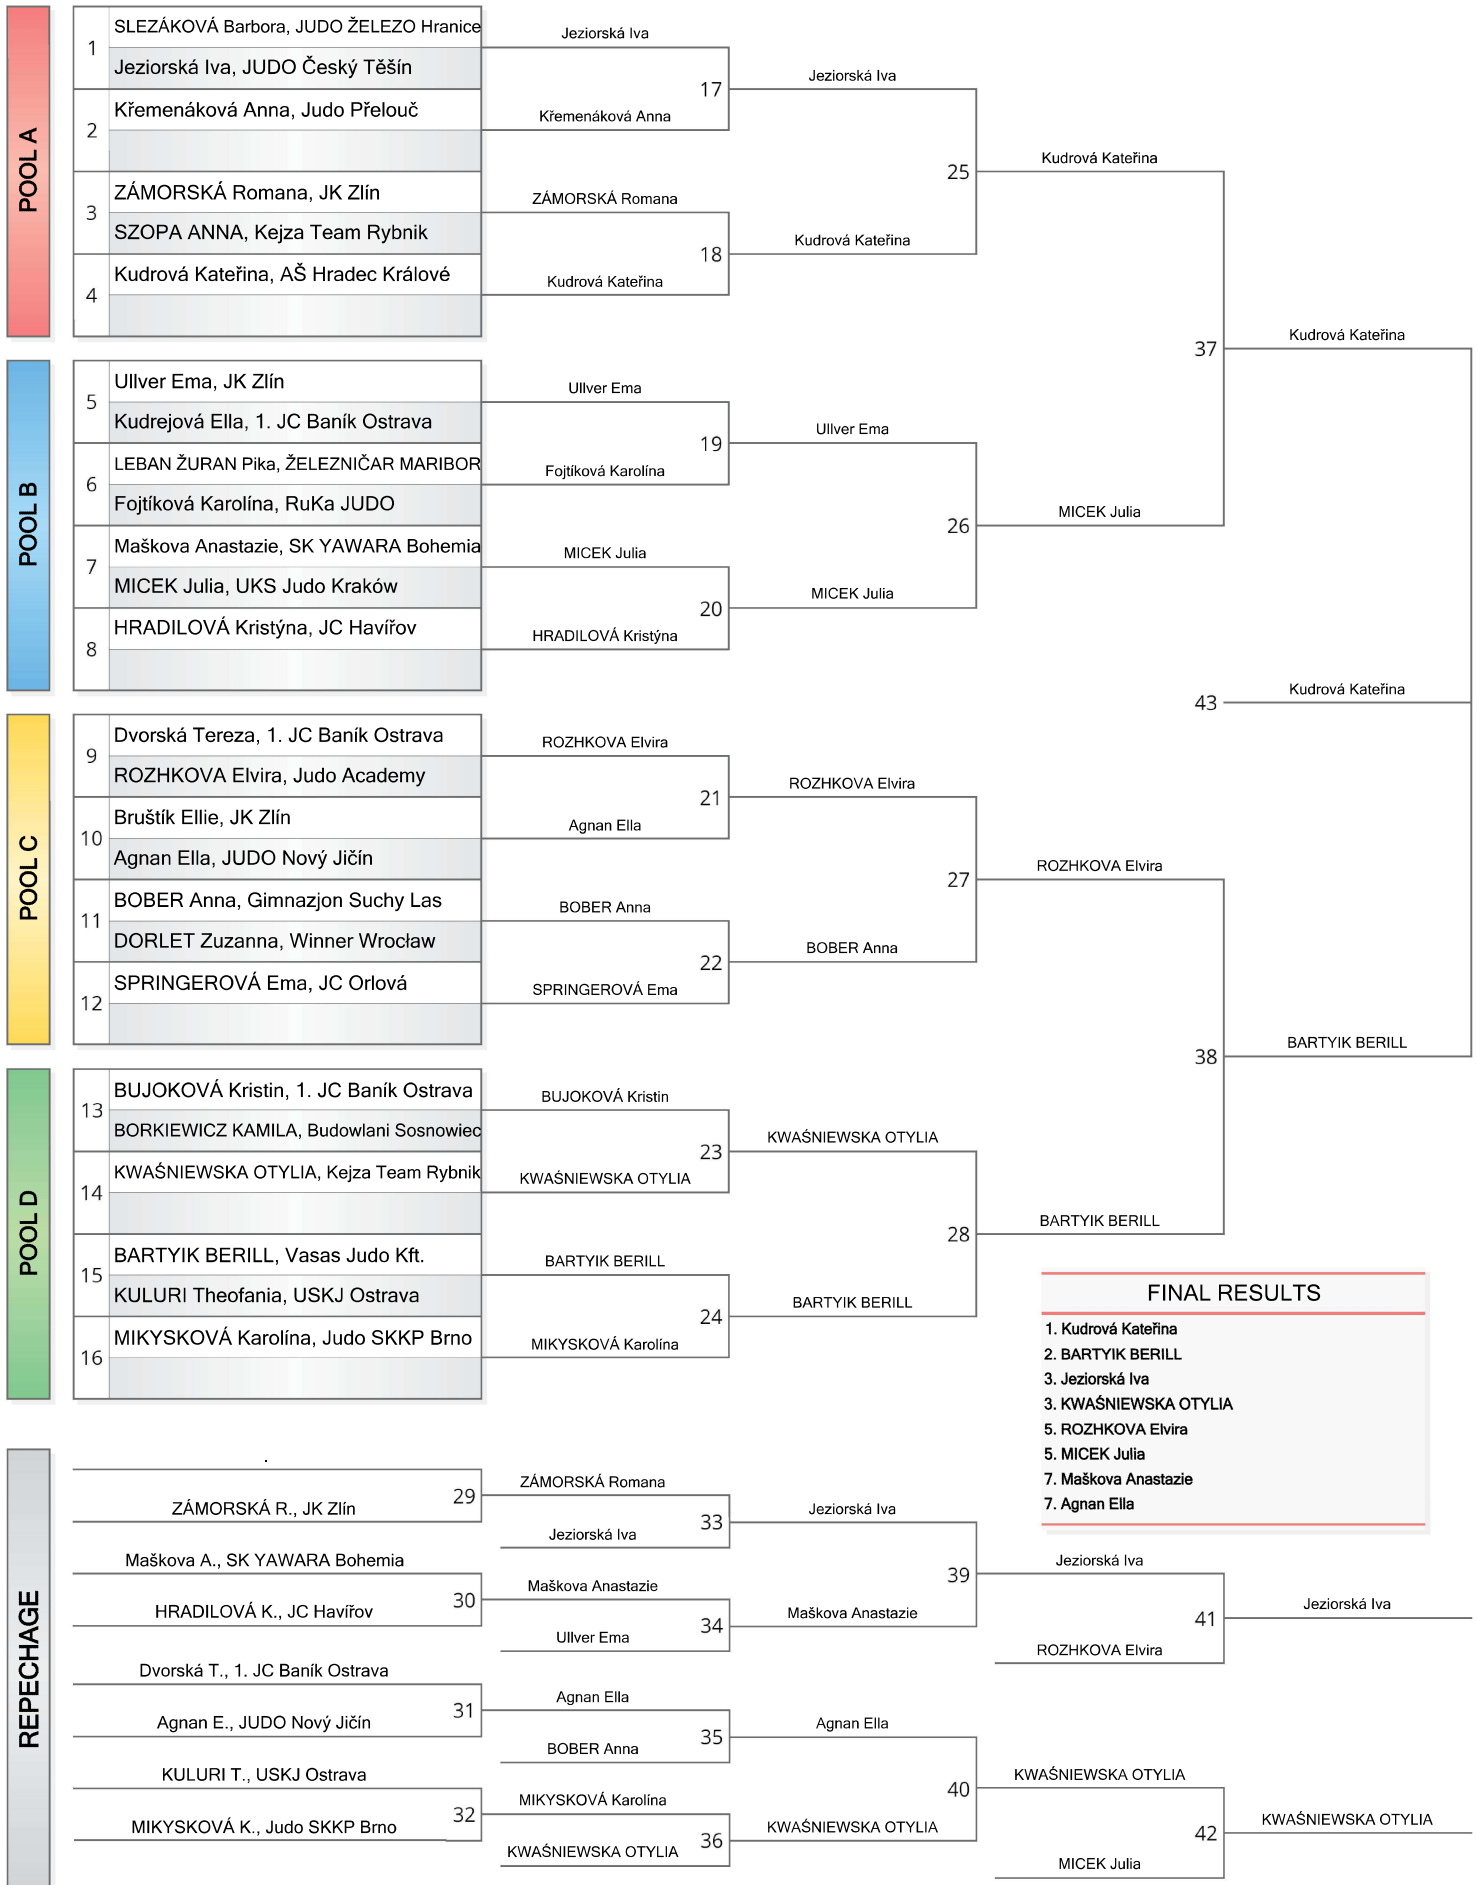 POOL A
1
SLEZÁKOVÁ Barbora, JUDO ŽELEZO Hranice
Jeziorská Iva, JUDO Český Těšín
2
Křemenáková Anna, Judo Přelouč
3
ZÁMORSKÁ Romana, JK Zlín
SZOPA ANNA, Kejza Team Rybnik
4
Kudrová Kateřina, AŠ Hradec Králové
Jeziorská Iva
17
Křemenáková Anna
ZÁMORSKÁ Romana
18
Kudrová Kateřina
Jeziorská Iva
25
Kudrová Kateřina
Kudrová Kateřina
POOL B
5
Ullver Ema, JK Zlín
Kudrejová Ella, 1. JC Baník Ostrava
6
LEBAN ŽURAN Pika, ŽELEZNIČAR MARIBOR
Fojtíková Karolína, RuKa JUDO
7
Maškova Anastazie, SK YAWARA Bohemia
MICEK Julia, UKS Judo Kraków
8
HRADILOVÁ Kristýna, JC Havířov
Ullver Ema
19
Fojtíková Karolína
MICEK Julia
20
HRADILOVÁ Kristýna
Ullver Ema
26
MICEK Julia
MICEK Julia
37
Kudrová Kateřina
43
Kudrová Kateřina
POOL C
9
Dvorská Tereza, 1. JC Baník Ostrava
ROZHKOVA Elvira, Judo Academy
10
Bruštík Ellie, JK Zlín
Agnan Ella, JUDO Nový Jičín
11
BOBER Anna, Gimnazjon Suchy Las
DORLET Zuzanna, Winner Wrocław
12
SPRINGEROVÁ Ema, JC Orlová
ROZHKOVA Elvira
21
Agnan Ella
BOBER Anna
22
SPRINGEROVÁ Ema
ROZHKOVA Elvira
27
BOBER Anna
ROZHKOVA Elvira
38
BARTYIK BERILL
POOL D
13
BUJOKOVÁ Kristin, 1. JC Baník Ostrava
BORKIEWICZ KAMILA, Budowlani Sosnowiec
14
KWAŚNIEWSKA OTYLIA, Kejza Team Rybnik
15
BARTYIK BERILL, Vasas Judo Kft.
KULURI Theofania, USKJ Ostrava
16
MIKYSKOVÁ Karolína, Judo SKKP Brno
BUJOKOVÁ Kristin
23
KWAŚNIEWSKA OTYLIA
BARTYIK BERILL
24
MIKYSKOVÁ Karolína
KWAŚNIEWSKA OTYLIA
28
BARTYIK BERILL
BARTYIK BERILL
FINAL RESULTS
1. Kudrová Kateřina
2. BARTYIK BERILL
3. Jeziorská Iva
3. KWAŚNIEWSKA OTYLIA
5. ROZHKOVA Elvira
5. MICEK Julia
7. Maškova Anastazie
7. Agnan Ella
REPECHAGE
.
29
ZÁMORSKÁ R., JK Zlín
Maškova A., SK YAWARA Bohemia
30
HRADILOVÁ K., JC Havířov
Dvorská T., 1. JC Baník Ostrava
31
Agnan E., JUDO Nový Jičín
KULURI T., USKJ Ostrava
32
MIKYSKOVÁ K., Judo SKKP Brno
ZÁMORSKÁ Romana
33
Jeziorská Iva
Maškova Anastazie
34
Ullver Ema
Agnan Ella
35
BOBER Anna
MIKYSKOVÁ Karolína
36
KWAŚNIEWSKA OTYLIA
Jeziorská Iva
39
Maškova Anastazie
Agnan Ella
40
KWAŚNIEWSKA OTYLIA
Jeziorská Iva
41
ROZHKOVA Elvira
KWAŚNIEWSKA OTYLIA
42
MICEK Julia
Jeziorská Iva
KWAŚNIEWSKA OTYLIA